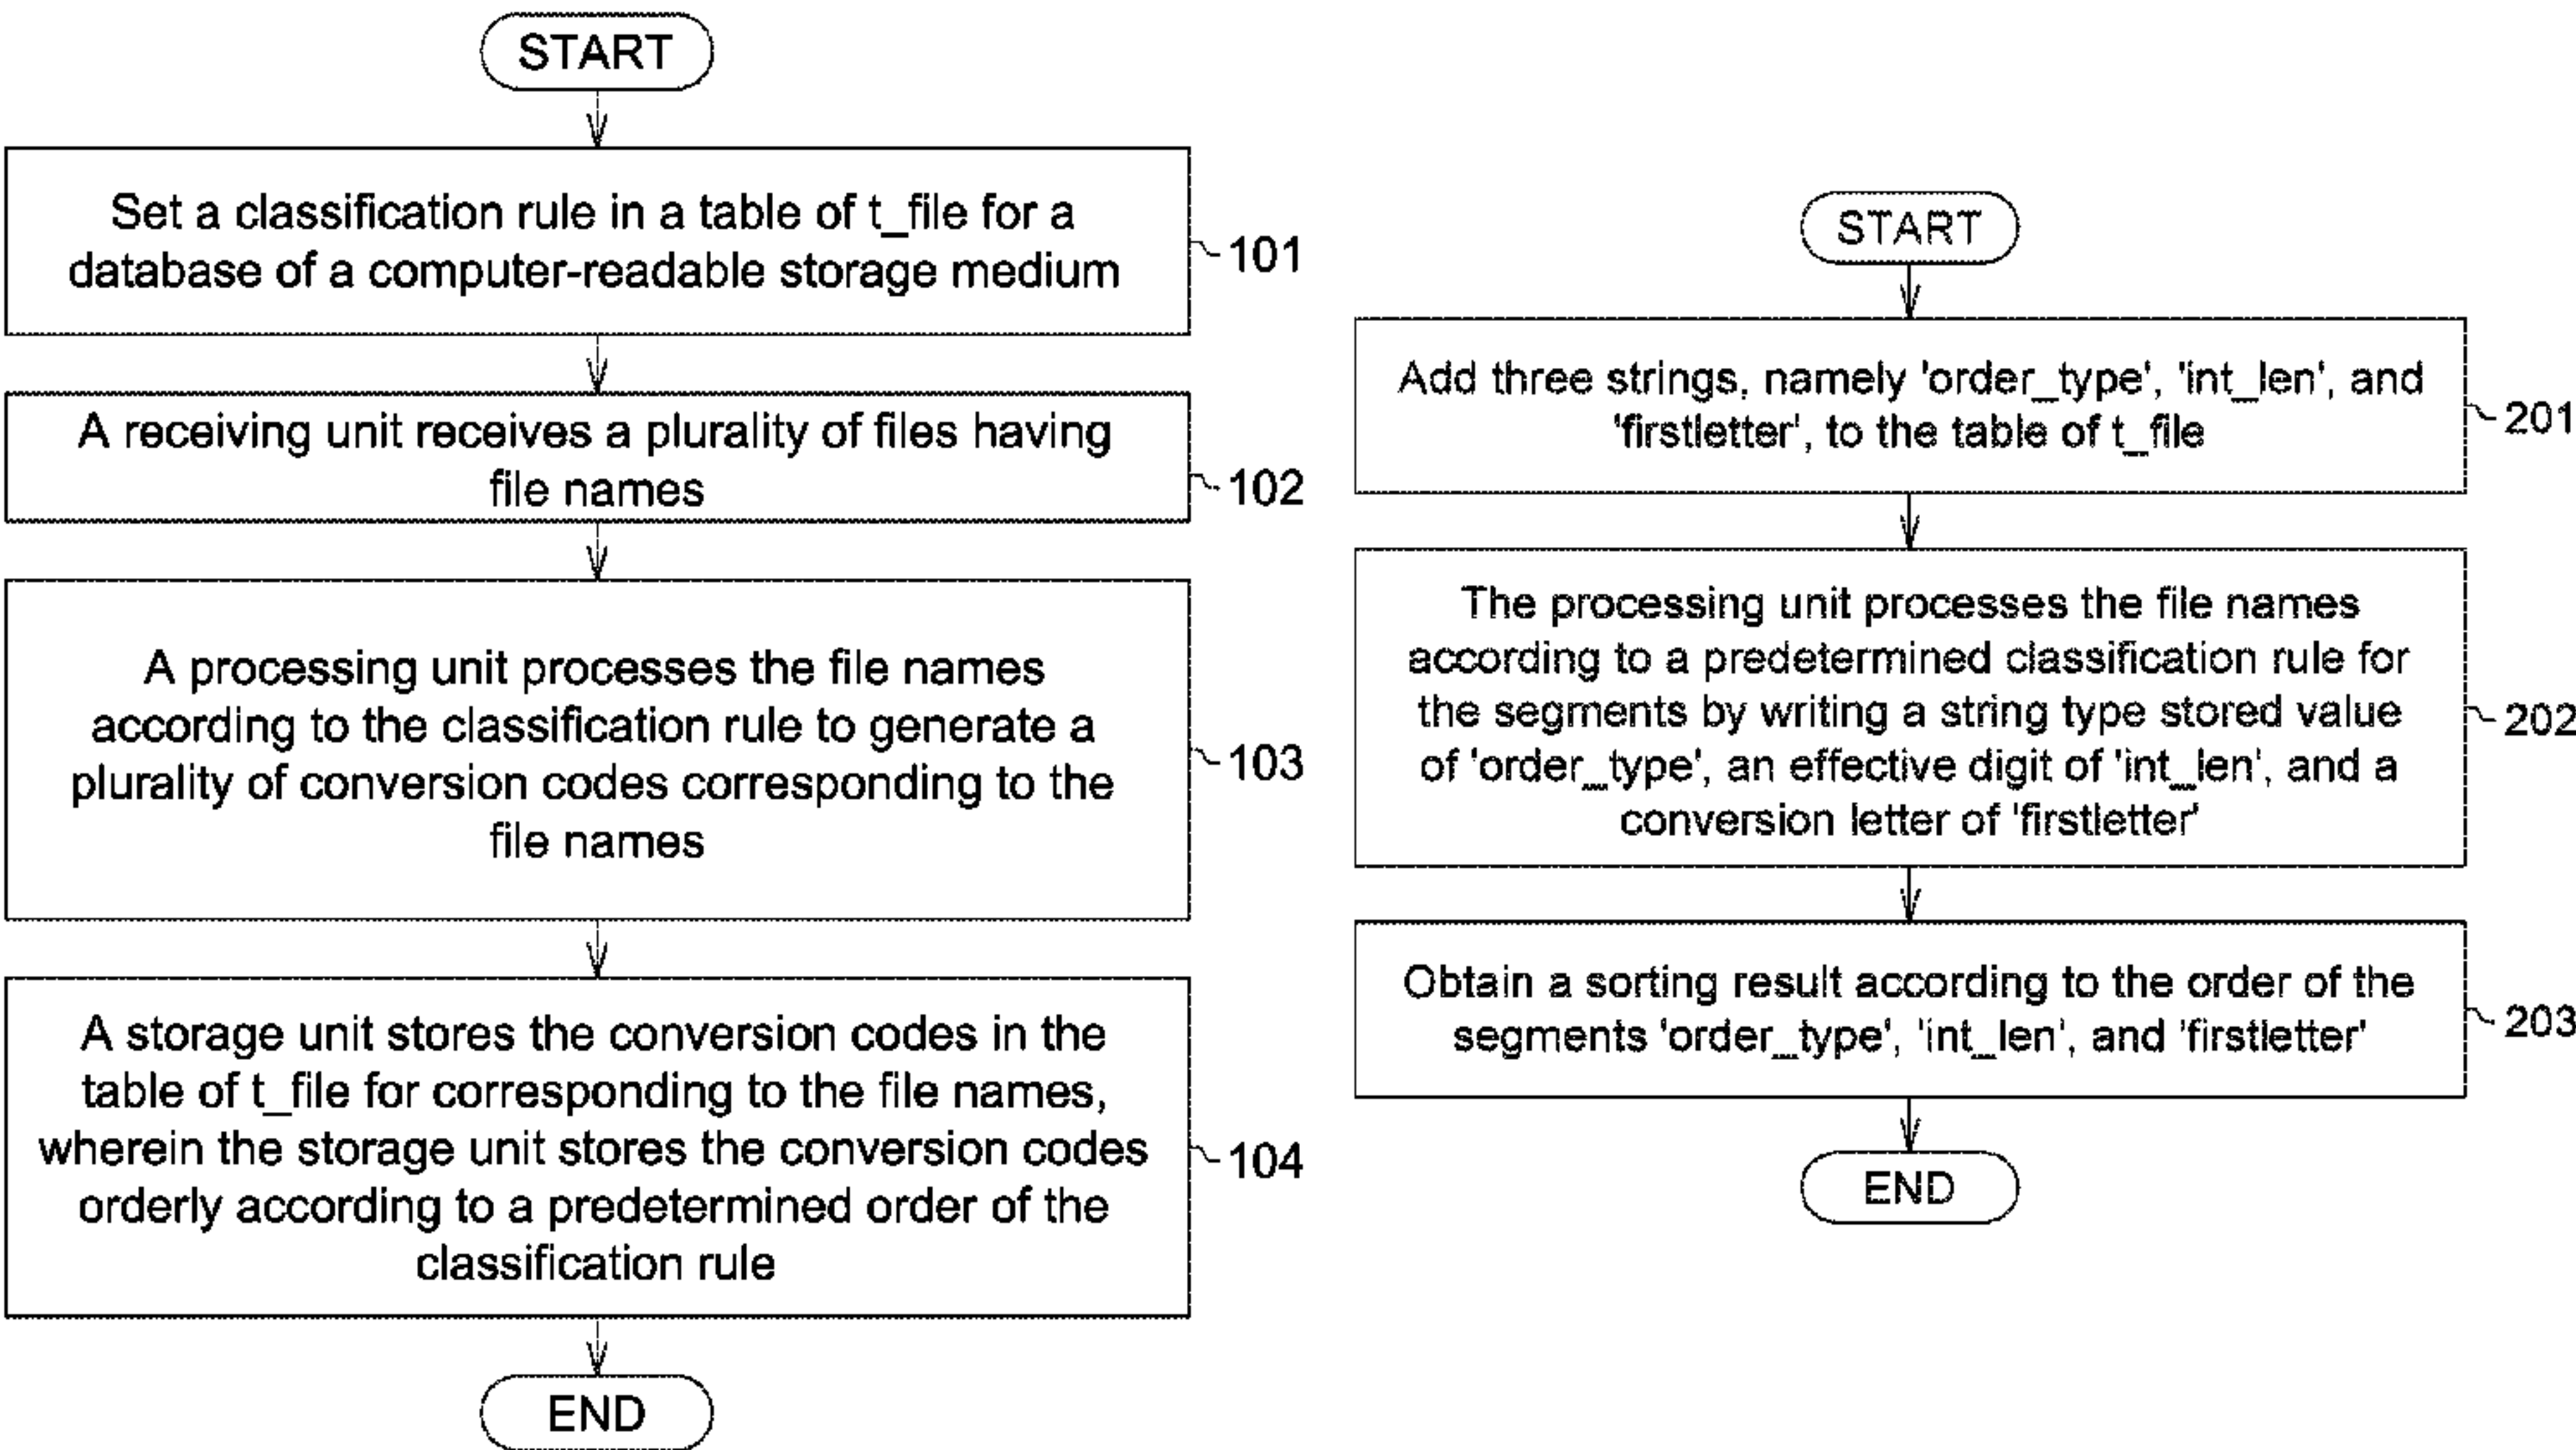 START
Set a classification rule in a table of t_file for a
database of a computer-readable storage medium
101
A receiving unit receives a plurality of files having
file names
102
A processing unit processes the file names
according to the classification rule to generate a
plurality of conversion codes corresponding to the
file names
103
A storage unit stores the conversion codes in the
table of t_file for corresponding to the file names,
wherein the storage unit stores the conversion codes
orderly according to a predetermined order of the
classification rule
104
END
START
Add three strings, namely 'order_type', 'int_len', and
'firstletter', to the table of t_file
201
The processing unit processes the file names
according to a predetermined classification rule for
the segments by writing a string type stored value
of 'order_type', an effective digit of 'int_len', and a
conversion letter of 'firstletter'
202
Obtain a sorting result according to the order of the
segments 'order_type', 'int_len', and 'firstletter'
203
END